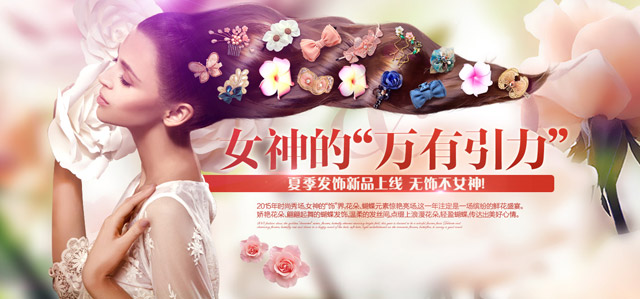 女神的“万有引力”
夏季发饰新品上线 无饰不女神!
2015年时尚秀场,女神的"饰"界,花朵、蝴蝶元素惊艳亮场,这一年注定是一场缤纷的鲜花盛宴。
娇艳花朵、翩翩起舞的蝴蝶发饰,温柔的发丝间,点缀上浪漫花朵,轻盈蝴蝶,传达出美好心情。